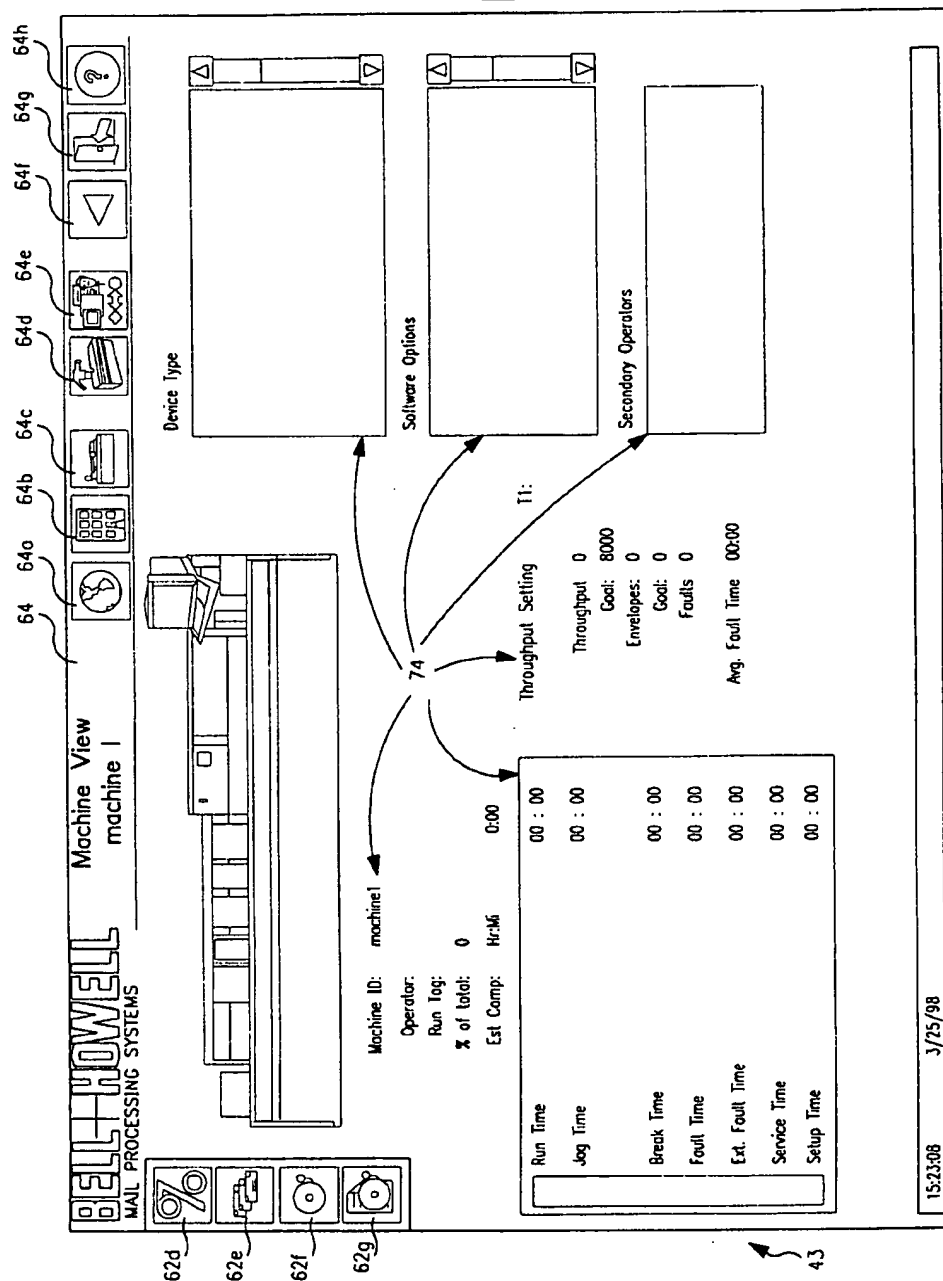 64
64a
64b
64c
64d
64e
64f
64g
64h
BELL+HOWELL
MAIL PROCESSING SYSTEMS
Machine View
machine 1
62d
62e
62f
62g
Device Type
Software Options
Secondary Operators
74
Machine ID: machine1
Operator:
Run Tag:
% of total: 0
Est Comp: Hr:Mi 0:00
Run Time 00 : 00
Jog Time 00 : 00
Break Time 00 : 00
Fault Time 00 : 00
Ext. Fault Time 00 : 00
Service Time 00 : 00
Setup Time 00 : 00
Throughput Setting T1:
Throughput 0
Goal: 8000
Envelopes: 0
Goal: 0
Faults 0
Avg. Fault Time 00:00
43
15:23:08 3/25/98